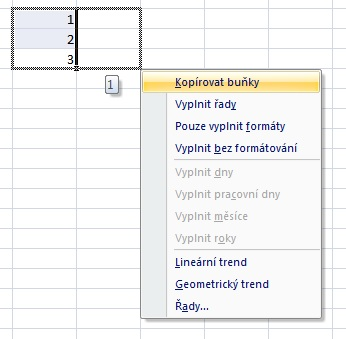 1
2
3
1
Kopírovat buňky
Vyplnit řady
Pouze vyplnit formáty
Vyplnit bez formátování
Vyplnit dny
Vyplnit pracovní dny
Vyplnit měsíce
Vyplnit roky
Lineární trend
Geometrický trend
Řady...